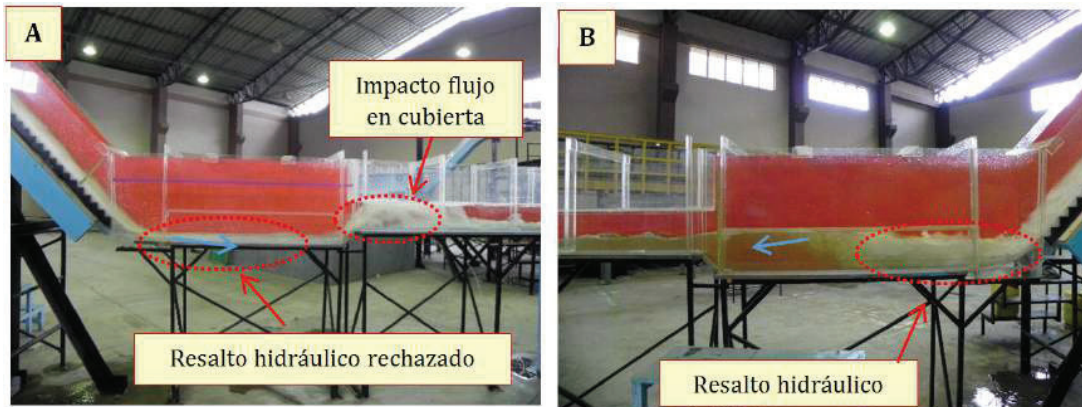 A
Impacto flujo
en cubierta
Resalto hidráulico rechazado
B
Resalto hidráulico